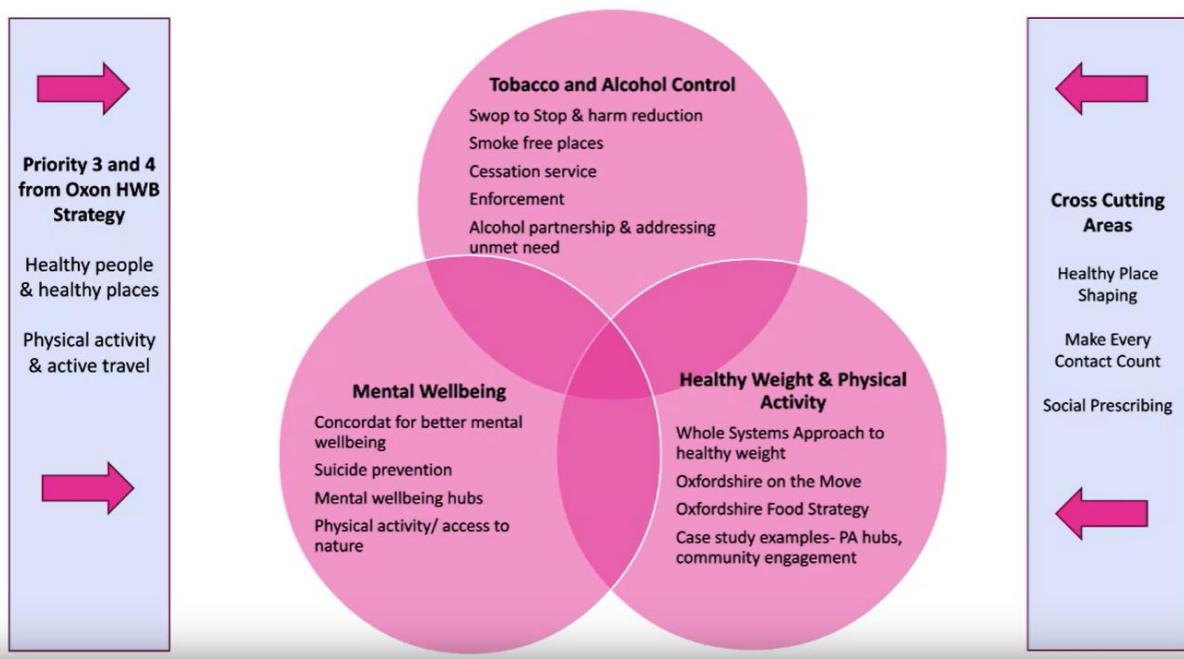 Priority 3 and 4
from Oxon HWB
Strategy
Healthy people
& healthy places
Physical activity
& active travel
Tobacco and Alcohol Control
Swop to Stop & harm reduction
Smoke free places
Cessation service
Enforcement
Alcohol partnership & addressing
unmet need
Mental Wellbeing
Concordat for better mental
wellbeing
Suicide prevention
Mental wellbeing hubs
Physical activity/ access to
nature
Healthy Weight & Physical
Activity
Whole Systems Approach to
healthy weight
Oxfordshire on the Move
Oxfordshire Food Strategy
Case study examples- PA hubs,
community engagement
Cross Cutting
Areas
Healthy Place
Shaping
Make Every
Contact Count
Social Prescribing